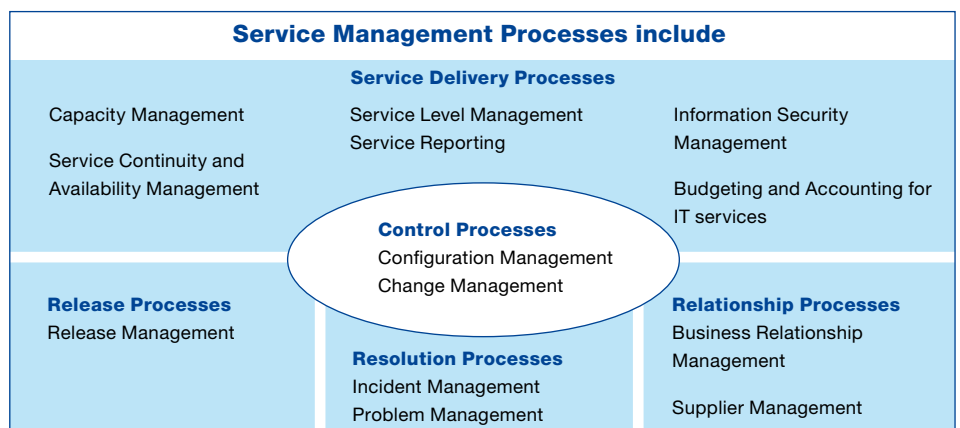 Service Management Processes include
Service Delivery Processes
Capacity Management
Service Continuity and
Availability Management
Service Level Management
Service Reporting
Information Security
Management
Budgeting and Accounting for
IT services
Control Processes
Configuration Management
Change Management
Release Processes
Release Management
Resolution Processes
Incident Management
Problem Management
Relationship Processes
Business Relationship
Management
Supplier Management